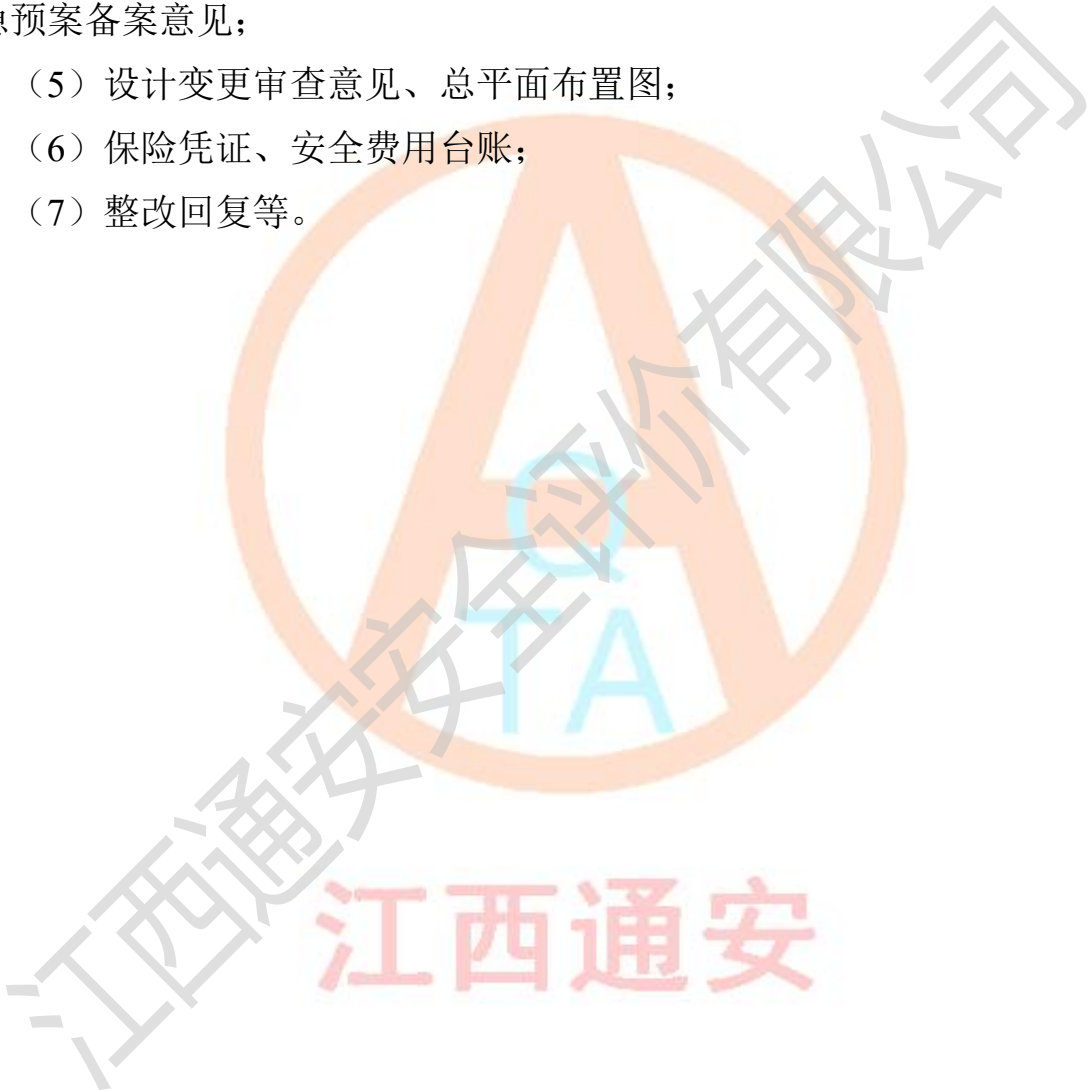 急预案备案意见；
（5）设计变更审查意见、总平面布置图；
（6）保险凭证、安全费用台账；
（7）整改回复等。
A
Q
TA
江西通安
江西通安安全评价有限公司